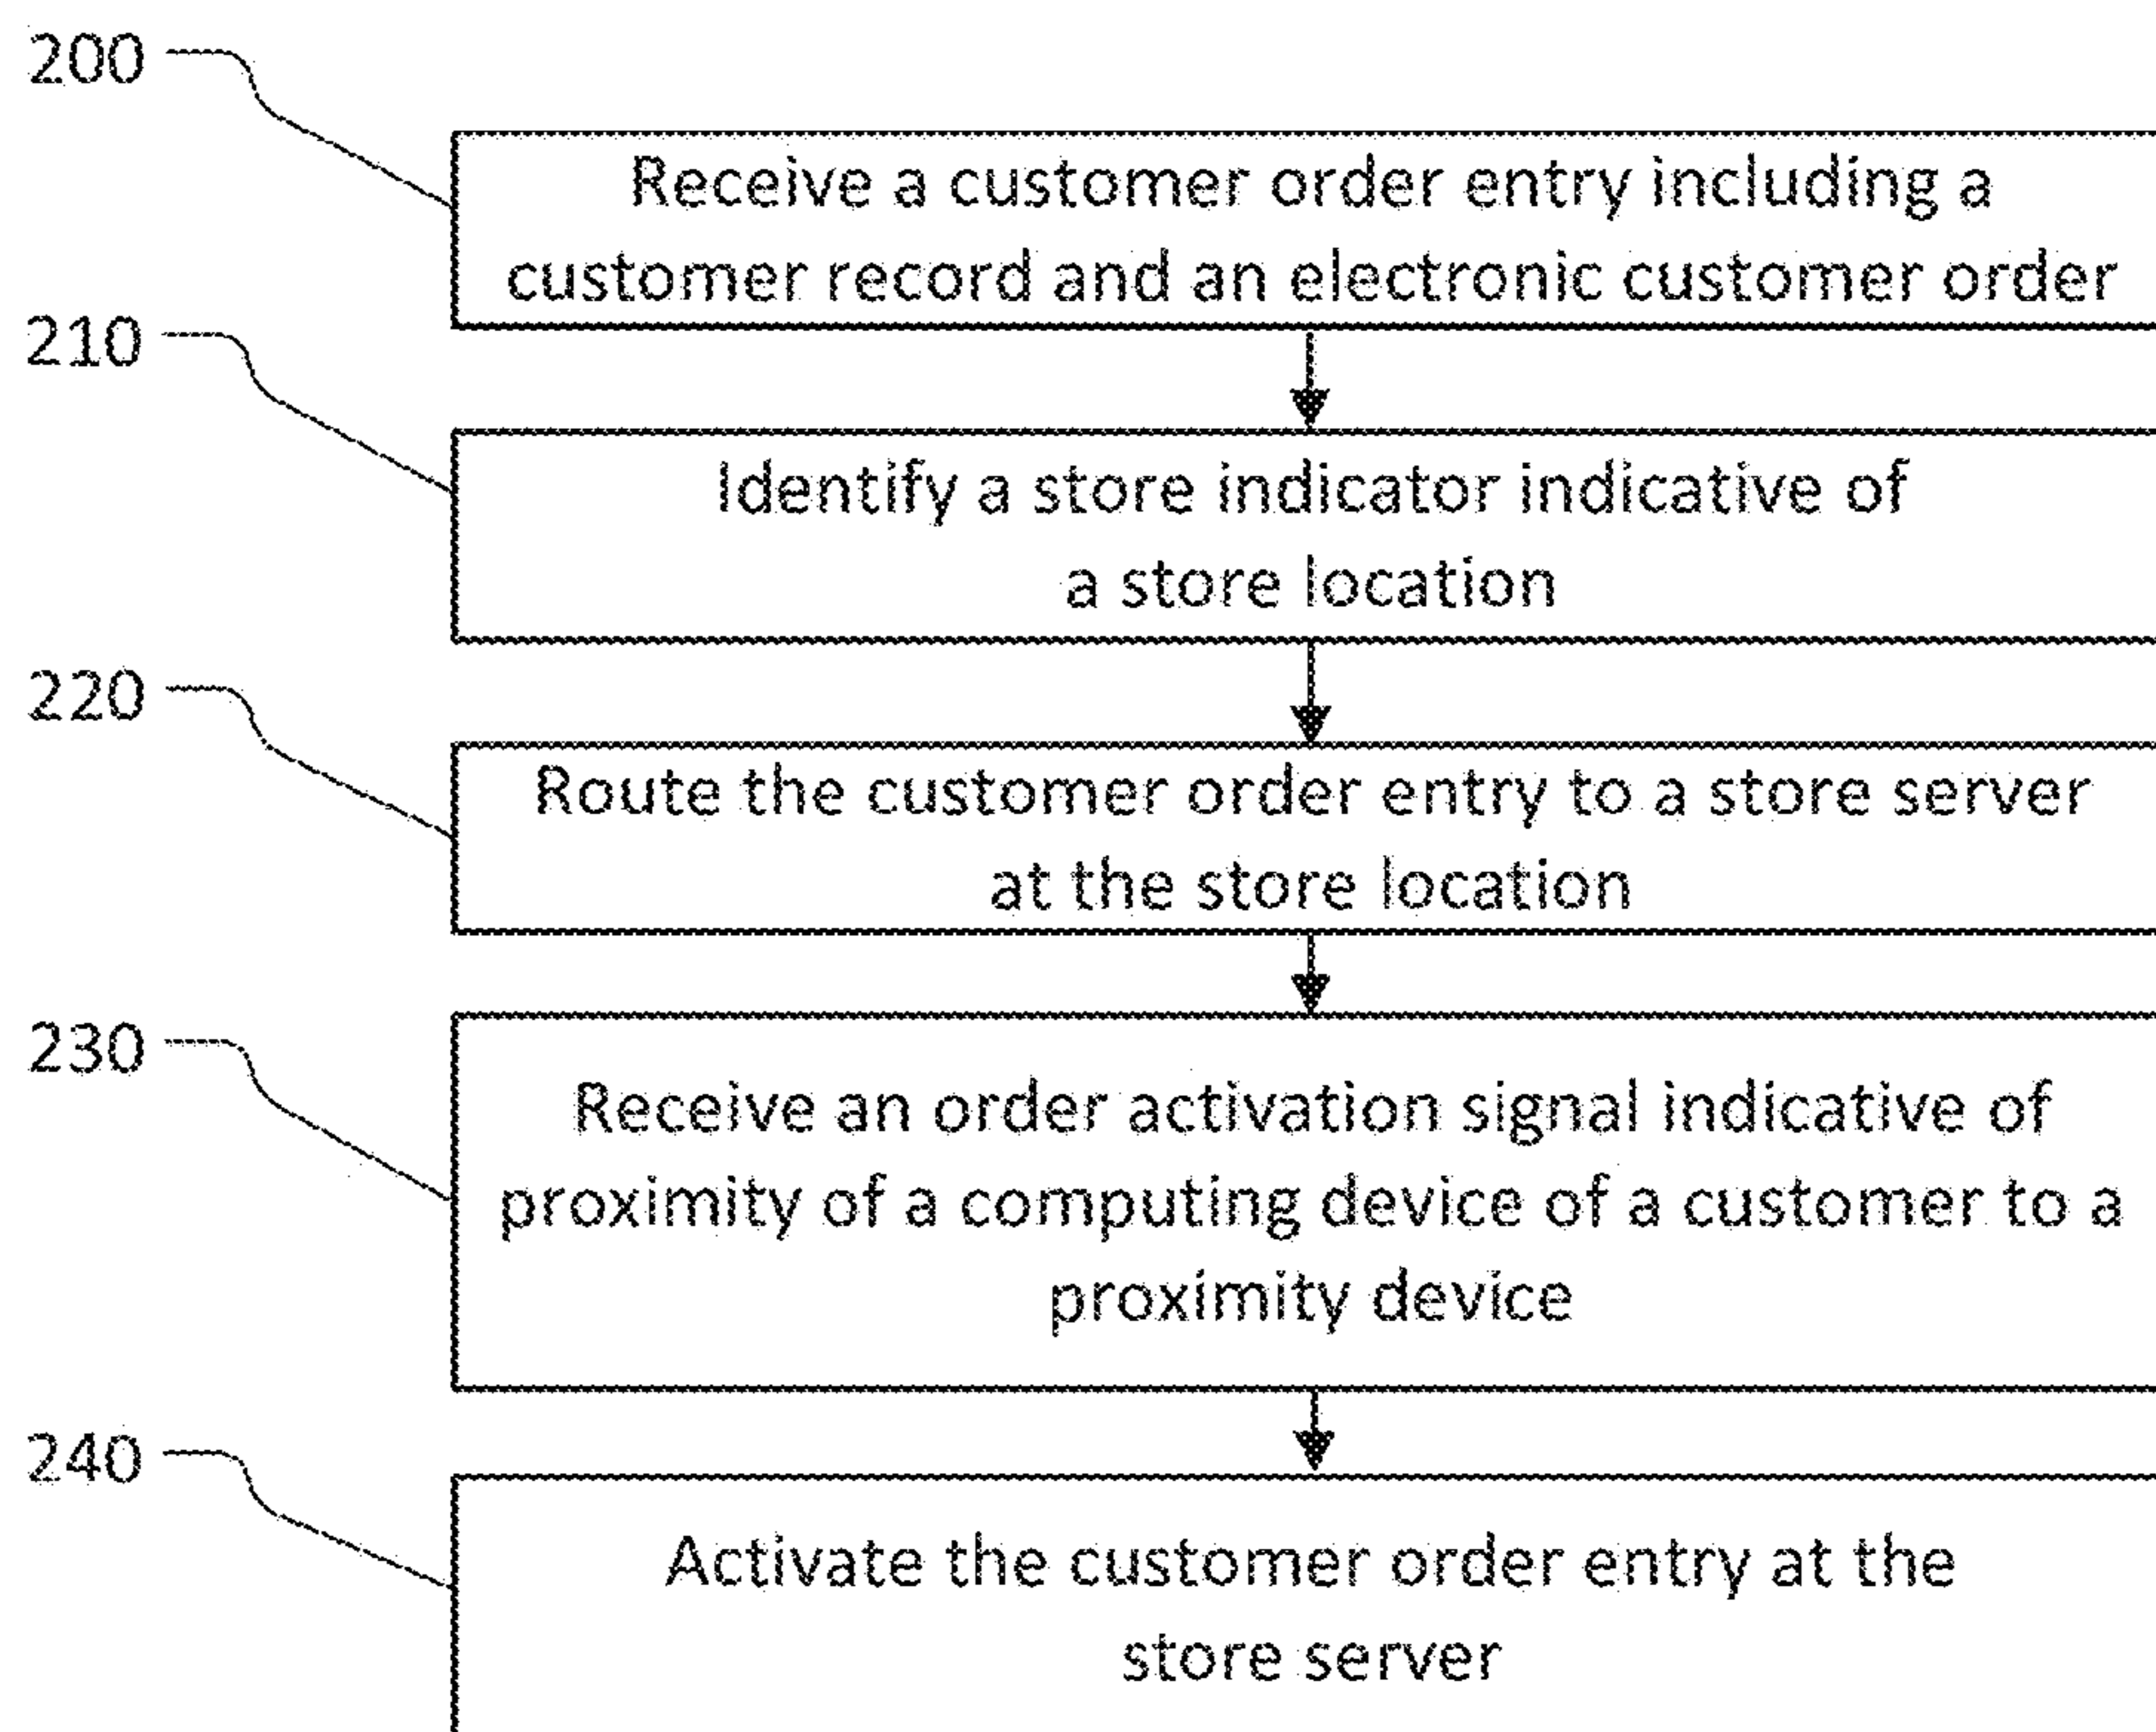 200
Receive a customer order entry including a
customer record and an electronic customer order
210
Identify a store indicator indicative of
a store location
220
Route the customer order entry to a store server
at the store location
230
Receive an order activation signal indicative of
proximity of a computing device of a customer to a
proximity device
240
Activate the customer order entry at the
store server